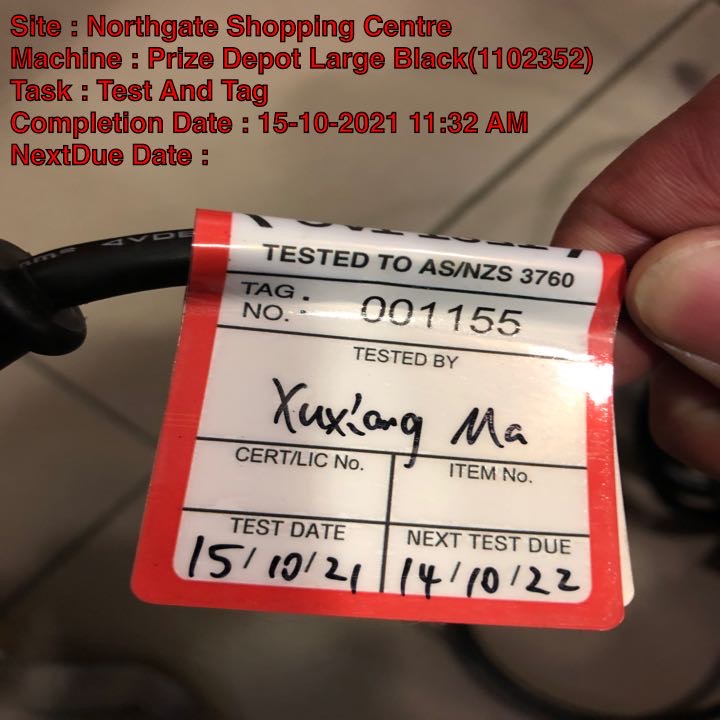 Site : Northgate Shopping Centre
Machine : Prize Depot Large Black(1102352)
Task : Test And Tag
Completion Date : 15-10-2021 11:32 AM
NextDue Date :
TESTED TO AS/NZS 3760
TAG NO. : 001155
TESTED BY
Xuxiang Ma
CERT/LIC No. ITEM No.
TEST DATE NEXT TEST DUE
15/10/21 14/10/22